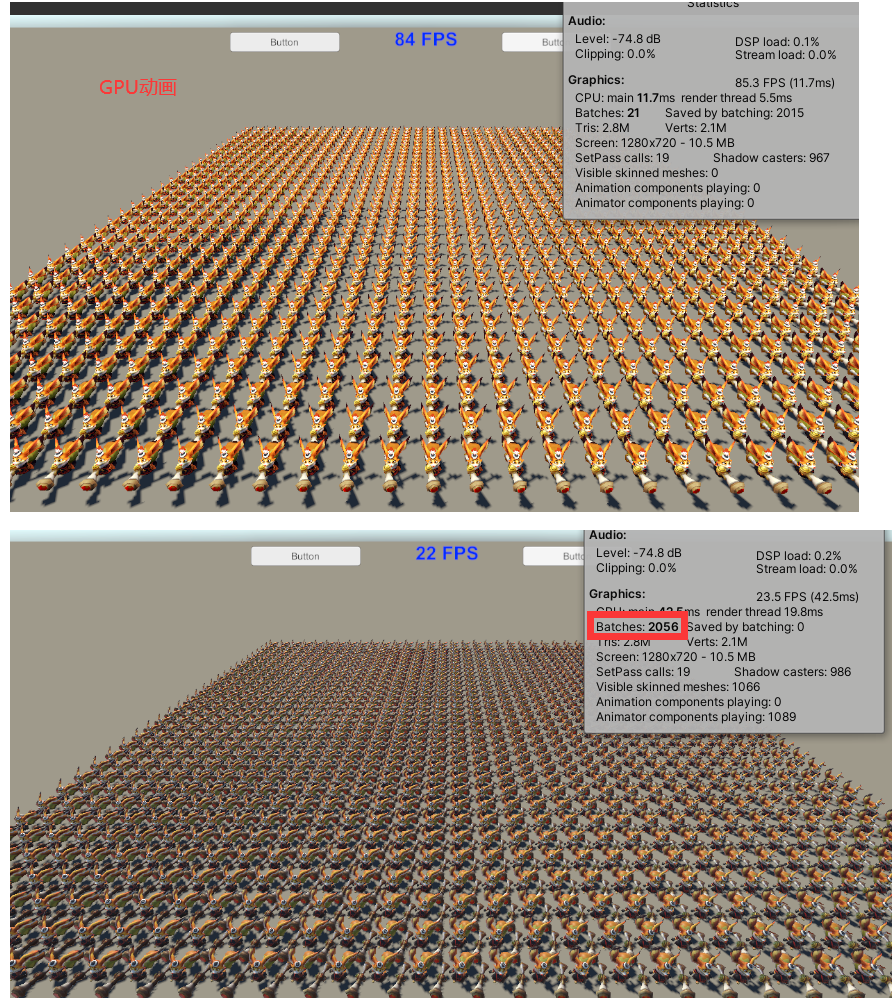 Statistics
Button
84 FPS
Butto
Audio:
Level: -74.8 dB
DSP load: 0.1%
Clipping: 0.0%
Stream load: 0.0%
GPU动画
Graphics:
85.3 FPS (11.7ms)
CPU: main 11.7ms render thread 5.5ms
Batches: 21 Saved by batching: 2015
Tris: 2.8M Verts: 2.1M
Screen: 1280x720 - 10.5 MB
SetPass calls: 19 Shadow casters: 967
Visible skinned meshes: 0
Animation components playing: 0
Animator components playing: 0
Button
22 FPS
Butto
Audio:
Level: -74.8 dB
DSP load: 0.2%
Clipping: 0.0%
Stream load: 0.0%
Graphics:
23.5 FPS (42.5ms)
CPU: main 42.5ms render thread 19.8ms
Batches: 2056 Saved by batching: 0
Tris: 2.8M Verts: 2.1M
Screen: 1280x720 - 10.5 MB
SetPass calls: 19 Shadow casters: 986
Visible skinned meshes: 1066
Animation components playing: 0
Animator components playing: 1089